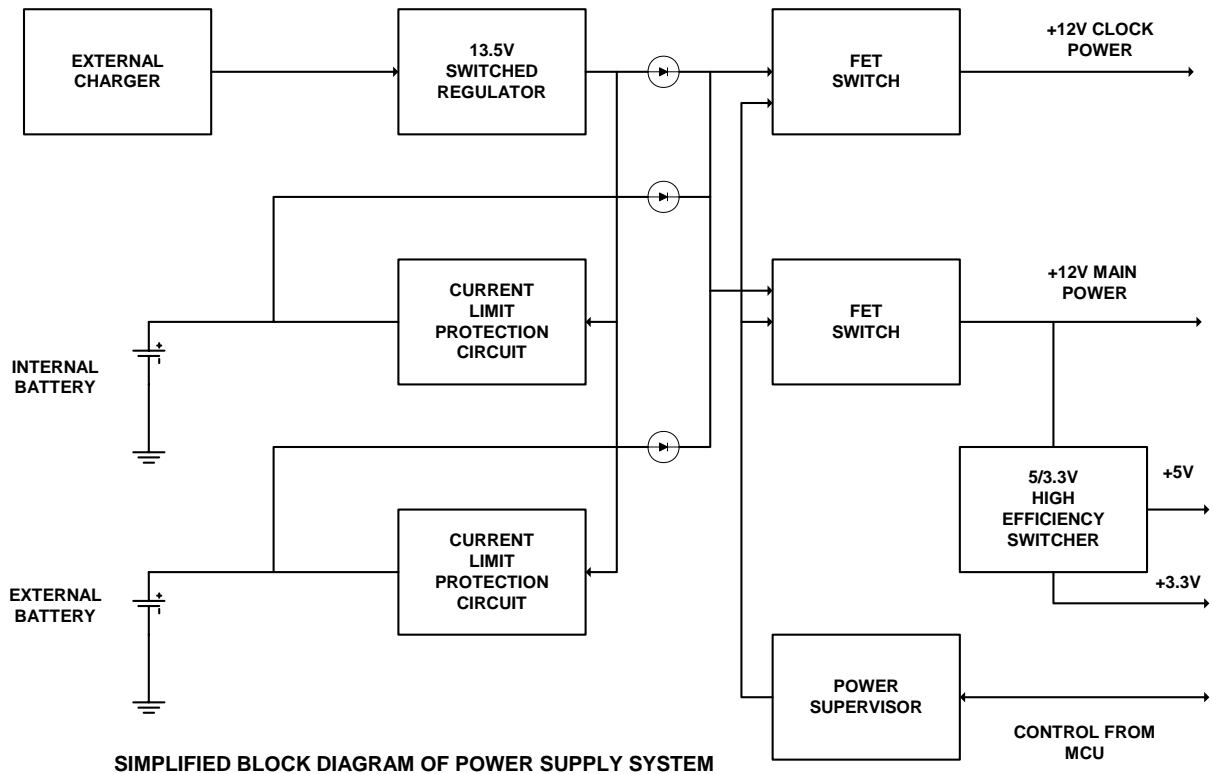 EXTERNAL
CHARGER
13.5V
SWITCHED
REGULATOR
FET
SWITCH
+12V CLOCK
POWER
CURRENT
LIMIT
PROTECTION
CIRCUIT
FET
SWITCH
+12V MAIN
POWER
+
INTERNAL
BATTERY
5/3.3V
HIGH
EFFICIENCY
SWITCHER
+5V
+3.3V
CURRENT
LIMIT
PROTECTION
CIRCUIT
+
EXTERNAL
BATTERY
POWER
SUPERVISOR
CONTROL FROM
MCU
SIMPLIFIED BLOCK DIAGRAM OF POWER SUPPLY SYSTEM